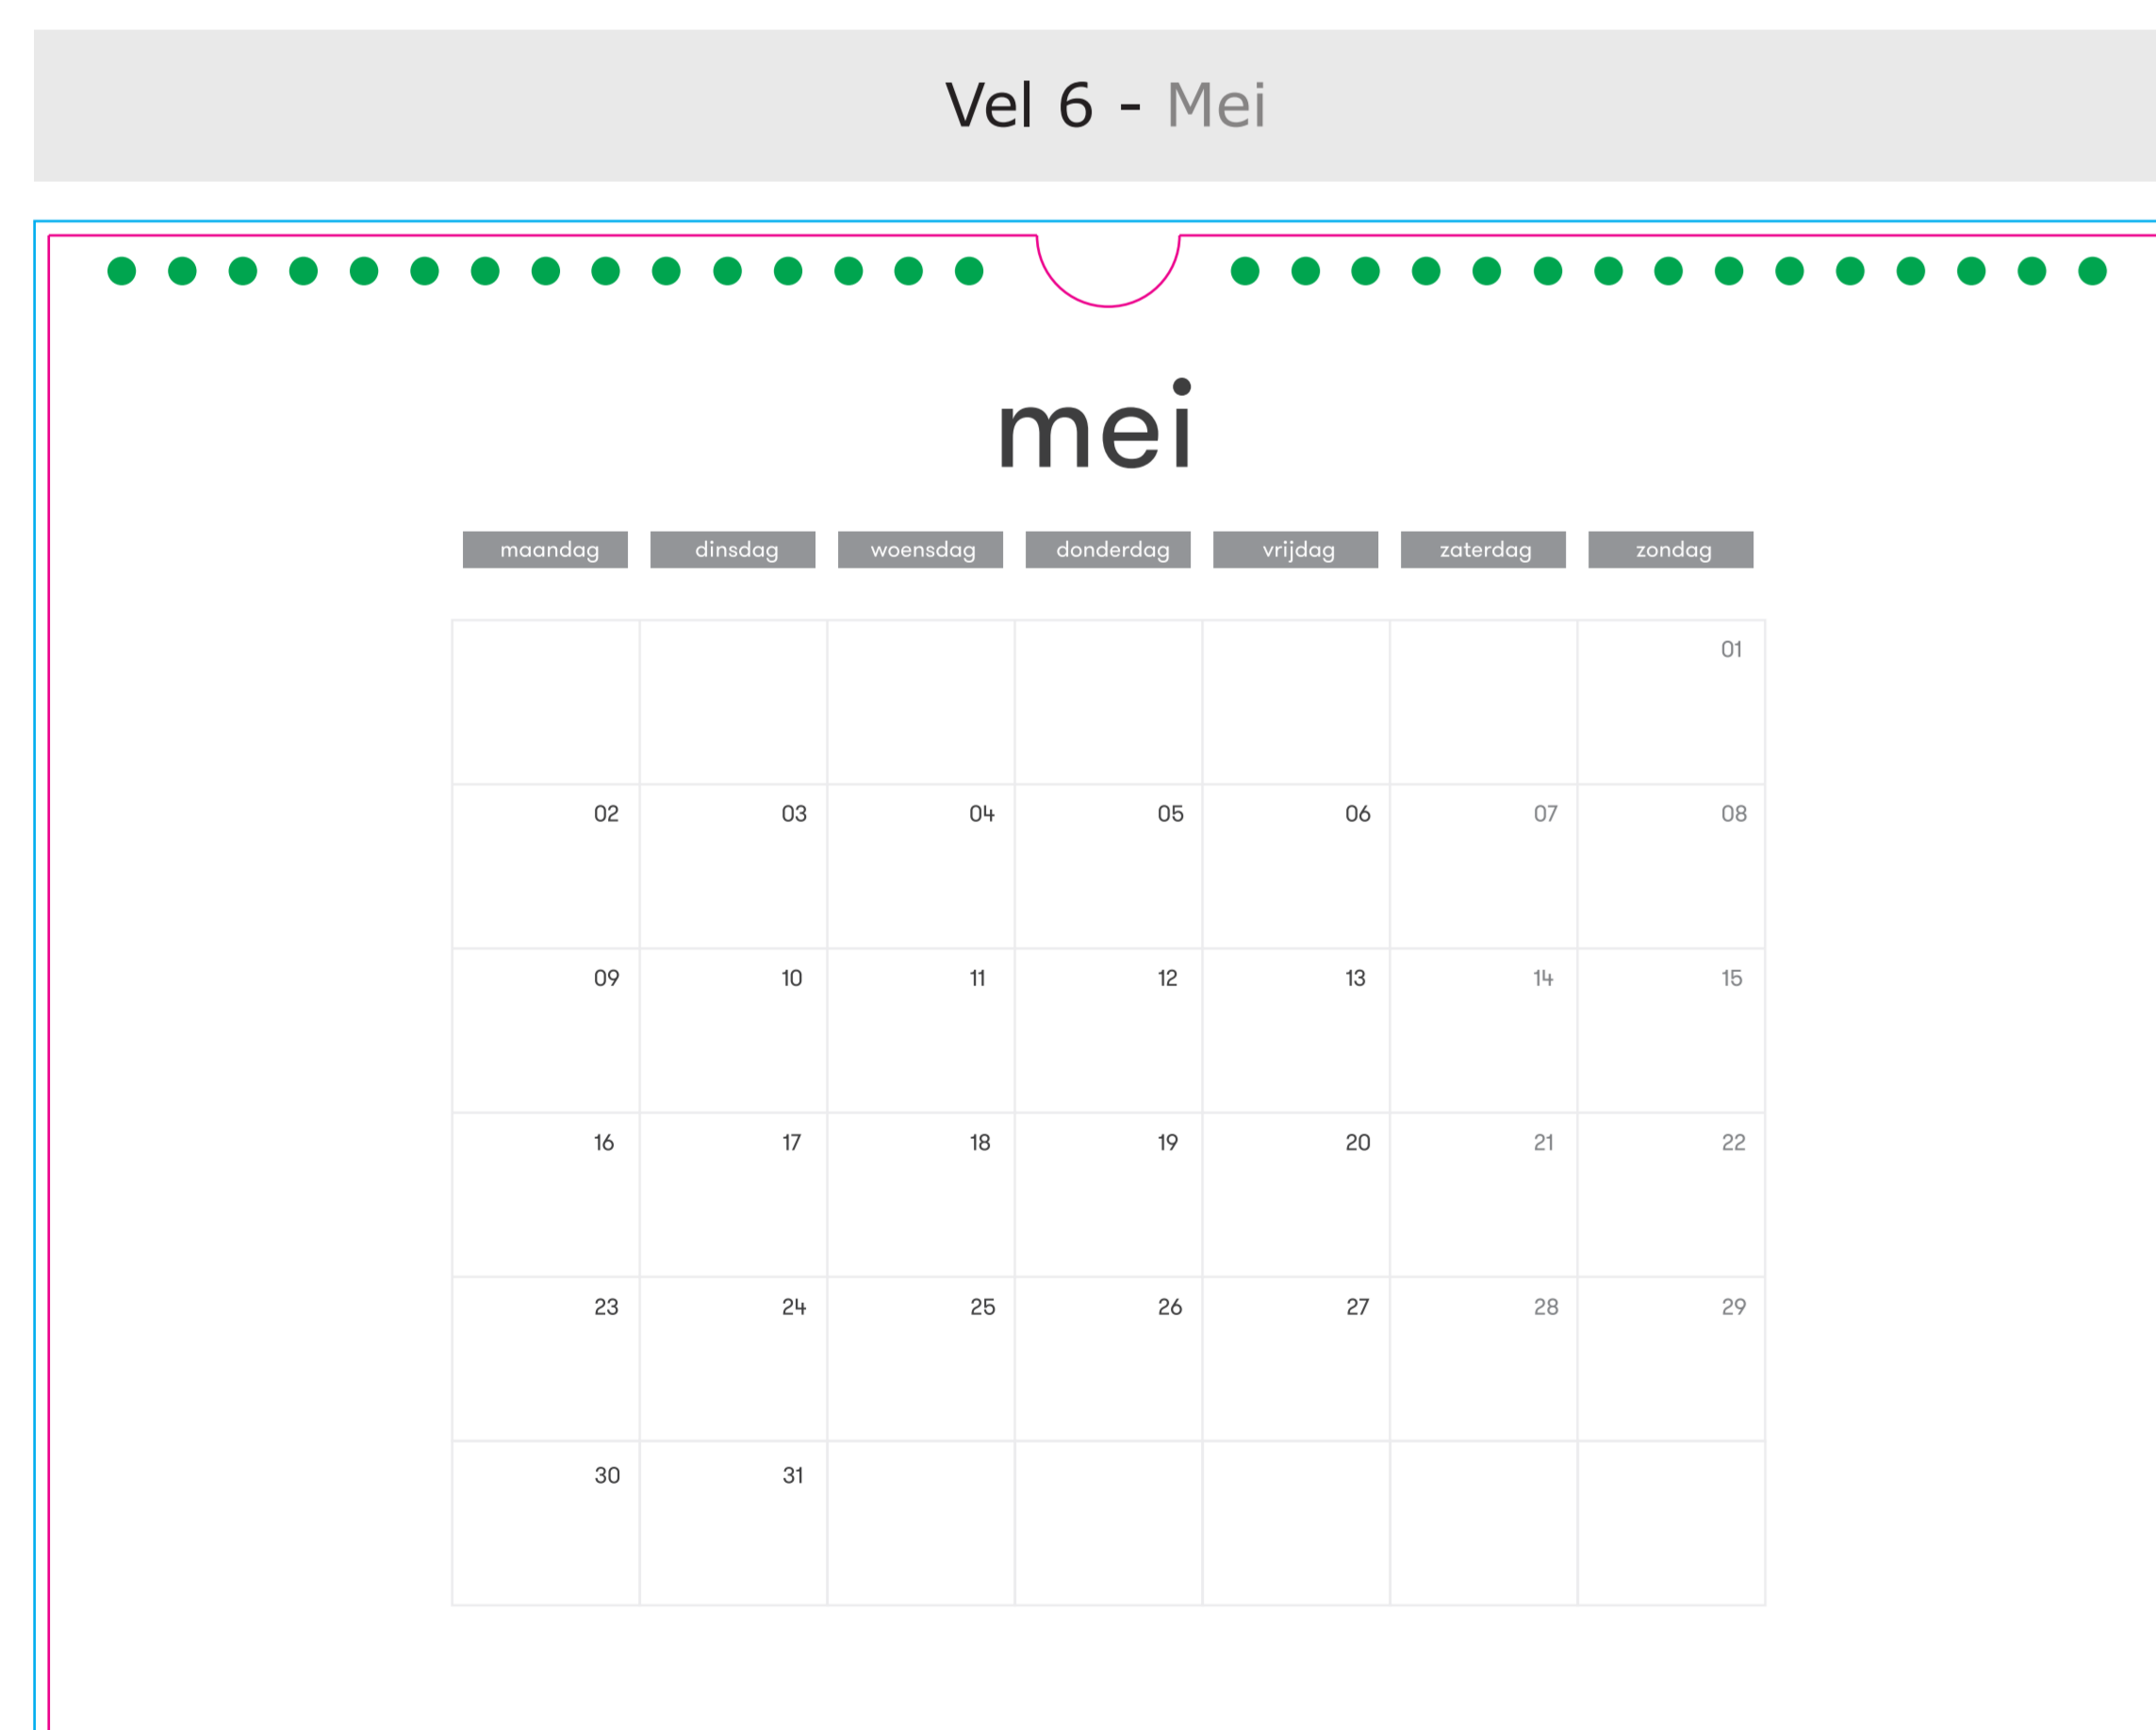 Vel 6 - Mei
mei
maandag dinsdag woensdag donderdag vrijdag zaterdag zondag
01
02 03 04 05 06 07 08
09 10 11 12 13 14 15
16 17 18 19 20 21 22
23 24 25 26 27 28 29
30 31